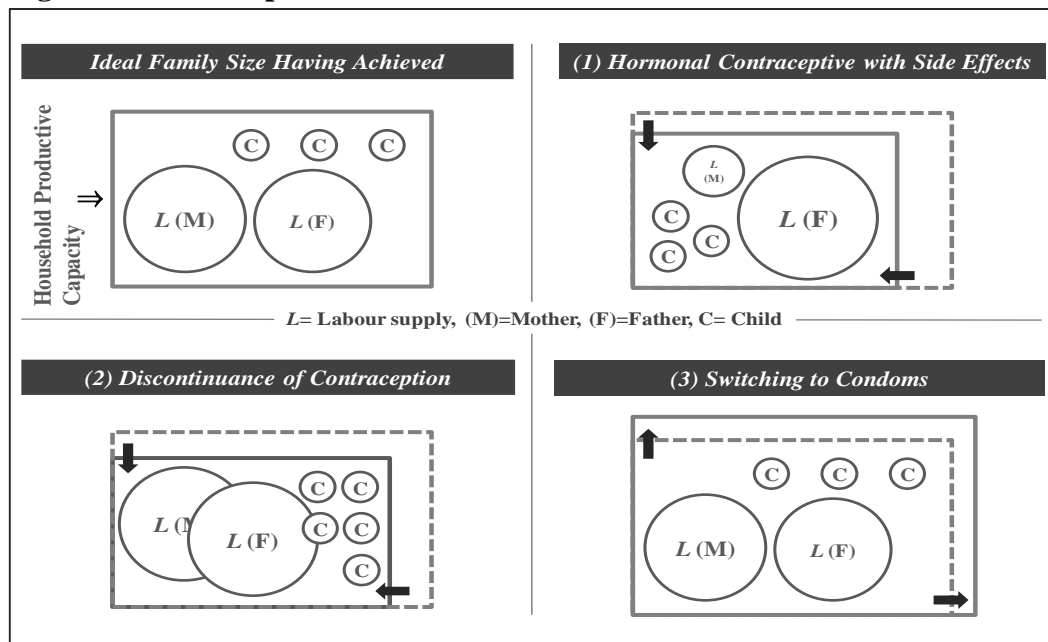 Ideal Family Size Having Achieved
Household Productive
Capacity
⇒
C C C
L (M) L (F)
(1) Hormonal Contraceptive with Side Effects
L
(M)
L (F)
C
C
C
L= Labour supply, (M)=Mother, (F)=Father, C= Child
(2) Discontinuance of Contraception
L (F)
C C
C C
C
(3) Switching to Condoms
C C C
L (M) L (F)